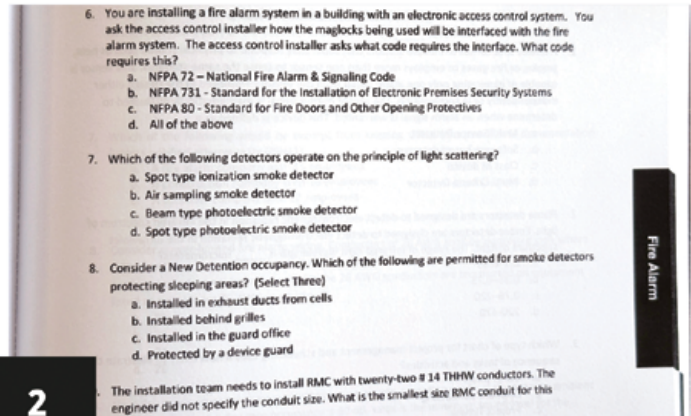 6. You are installing a fire alarm system in a building with an electronic access control system. You
ask the access control installer how the maglocks being used will be interfaced with the fire
alarm system. The access control installer asks what code requires the interface. What code
requires this?
a. NFPA 72 – National Fire Alarm & Signaling Code
b. NFPA 731 - Standard for the Installation of Electronic Premises Security Systems
c. NFPA 80 - Standard for Fire Doors and Other Opening Protectives
d. All of the above
7. Which of the following detectors operate on the principle of light scattering?
a. Spot type ionization smoke detector
b. Air sampling smoke detector
c. Beam type photoelectric smoke detector
d. Spot type photoelectric smoke detector
8. Consider a New Detention occupancy. Which of the following are permitted for smoke detectors
protecting sleeping areas? (Select Three)
a. Installed in exhaust ducts from cells
b. Installed behind grilles
c. Installed in the guard office
d. Protected by a device guard
. The installation team needs to install RMC with twenty-two # 14 THHW conductors. The
engineer did not specify the conduit size. What is the smallest size RMC conduit for this
Fire Alarm
2